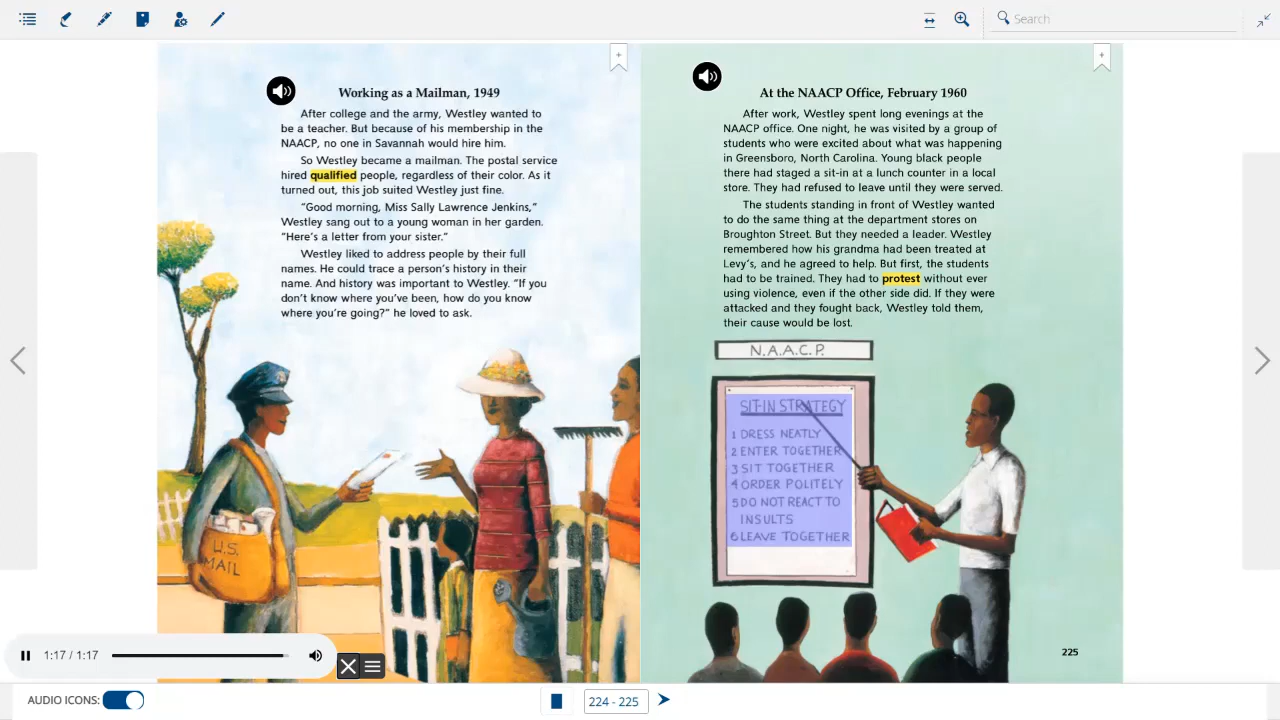 Search
Working as a Mailman, 1949
After college and the army, Westley wanted to
be a teacher. But because of his membership in the
NAACP, no one in Savannah would hire him.
So Westley became a mailman. The postal service
hired qualified people, regardless of their color. As it
turned out, this job suited Westley just fine.
“Good morning, Miss Sally Lawrence Jenkins,”
Westley sang out to a young woman in her garden.
“Here’s a letter from your sister.”
Westley liked to address people by their full
names. He could trace a person’s history in their
name. And history was important to Westley. “If you
don’t know where you’ve been, how do you know
where you’re going?” he loved to ask.
U.S.
MAIL
At the NAACP Office, February 1960
After work, Westley spent long evenings at the
NAACP office. One night, he was visited by a group of
students who were excited about what was happening
in Greensboro, North Carolina. Young black people
there had staged a sit-in at a lunch counter in a local
store. They had refused to leave until they were served.
The students standing in front of Westley wanted
to do the same thing at the department stores on
Broughton Street. But they needed a leader. Westley
remembered how his grandma had been treated at
Levy’s, and he agreed to help. But first, the students
had to be trained. They had to protest without ever
using violence, even if the other side did. If they were
attacked and they fought back, Westley told them,
their cause would be lost.
N.A.A.C.P.
SIT-IN STRATEGY
1 DRESS NEATLY
2 ENTER TOGETHER
3 SIT TOGETHER
4 ORDER POLITELY
5 DO NOT REACT TO
INSULTS
6 LEAVE TOGETHER
225
1:17 / 1:17
AUDIO ICONS:
224 - 225